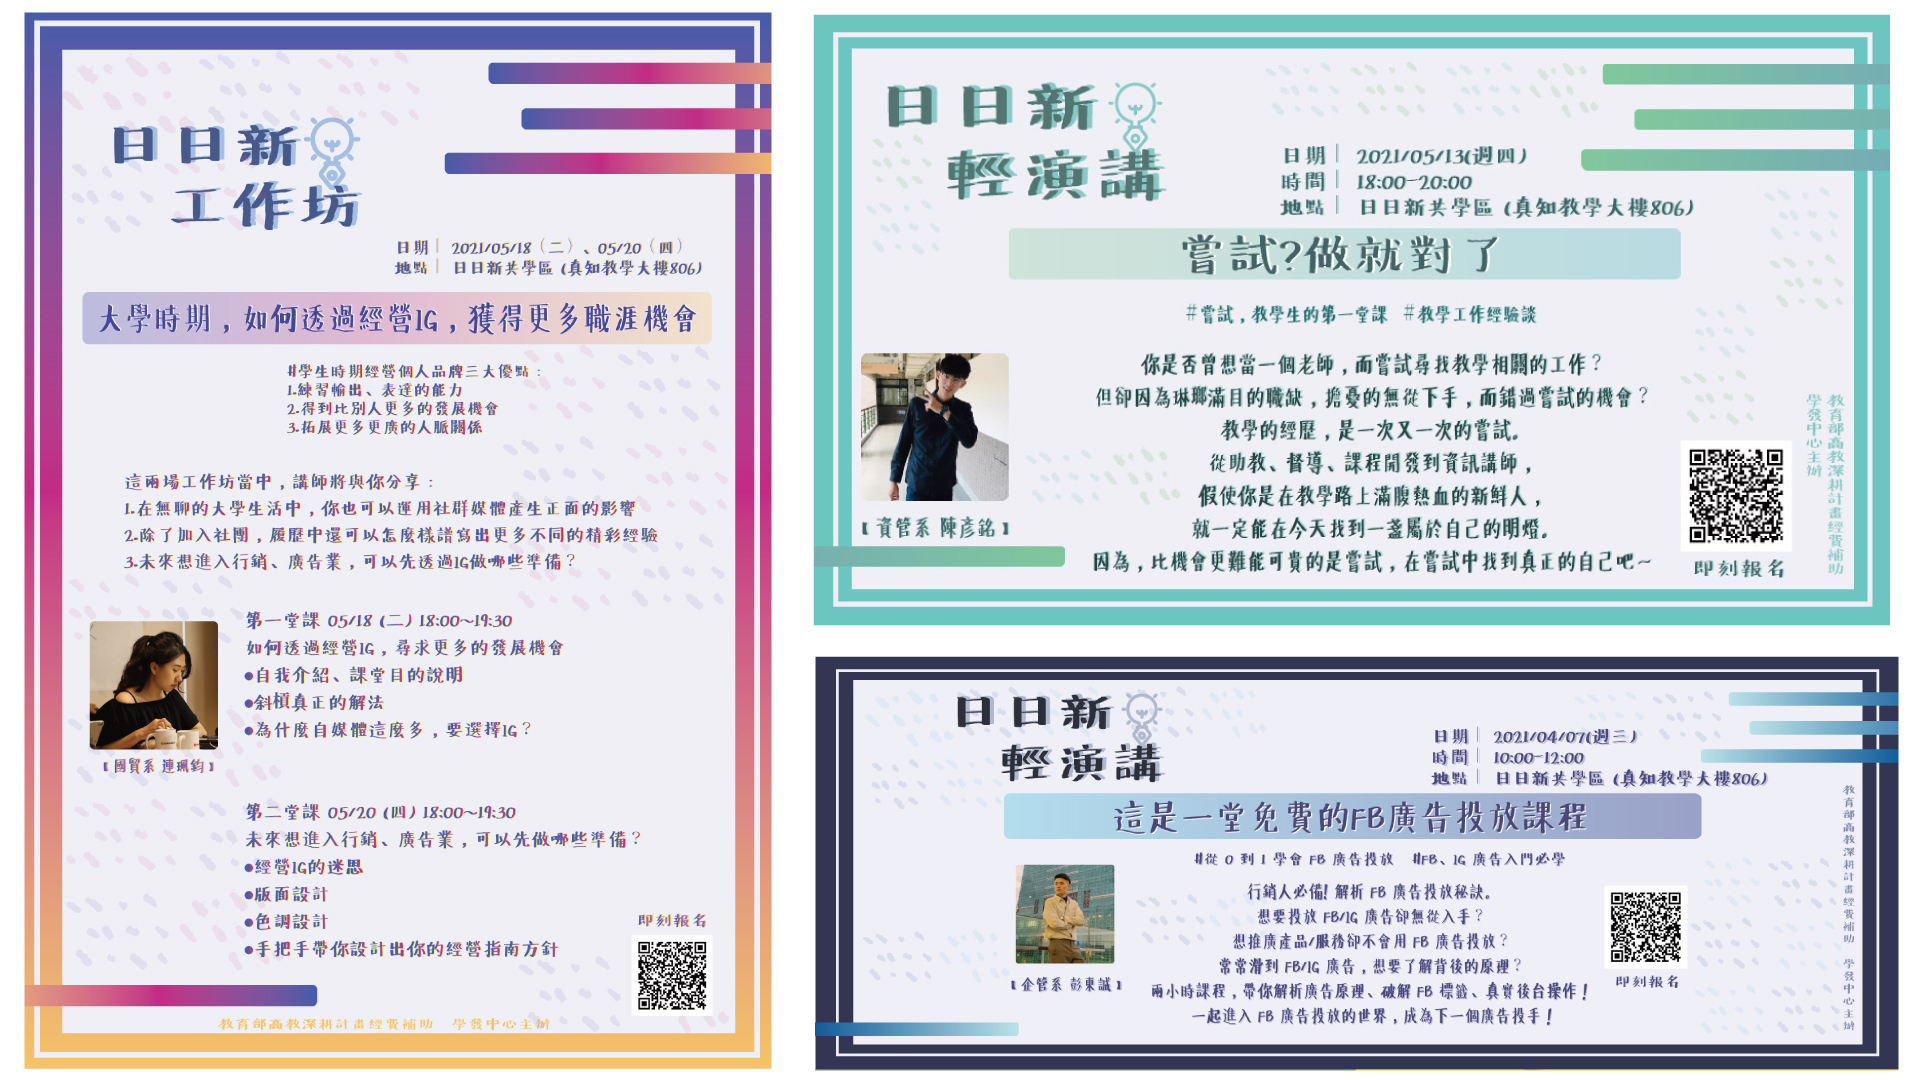 日日新
工作坊
日期｜ 2021/05/18（二）、05/20（四）
地點｜ 日日新共學區 (真知教學大樓806)
大學時期，如何透過經營IG，獲得更多職涯機會
#學生時期經營個人品牌三大優點：
1.練習輸出、表達的能力
2.得到比別人更多的發展機會
3.拓展更多更廣的人脈關係
這兩場工作坊當中，講師將與你分享：
1.在無聊的大學生活中，你也可以運用社群媒體產生正面的影響
2.除了加入社團，履歷中還可以怎麼樣譜寫出更多不同的精彩經驗
3.未來想進入行銷、廣告業，可以先透過IG做哪些準備？
第一堂課 05/18 (二) 18:00~19:30
如何透過經營IG，尋求更多的發展機會
●自我介紹、課堂目的說明
●斜槓真正的解法
●為什麼自媒體這麼多，要選擇IG？
【國貿系 連珮鈞】
第二堂課 05/20 (四) 18:00~19:30
未來想進入行銷、廣告業，可以先做哪些準備？
●經營IG的迷思
●版面設計
●色調設計
●手把手帶你設計出你的經營指南方針
即刻報名
教育部高教深耕計畫經費補助 學發中心主辦
日日新
輕演講
日期｜ 2021/05/13(週四)
時間｜ 18:00-20:00
地點｜ 日日新共學區 (真知教學大樓806)
嘗試?做就對了
#嘗試，教學生的第一堂課 #教學工作經驗談
你是否曾想當一個老師，而嘗試尋找教學相關的工作？
但卻因為琳瑯滿目的職缺，擔憂的無從下手，而錯過嘗試的機會？
教學的經歷，是一次又一次的嘗試。
從助教、督導、課程開發到資訊講師，
假使你是在教學路上滿腹熱血的新鮮人，
就一定能在今天找到一盞屬於自己的明燈。
因為，比機會更難能可貴的是嘗試，在嘗試中找到真正的自己吧~
【資管系 陳彥銘】
即刻報名
教育部高教深耕計畫經費補助
學發中心主辦
日日新
輕演講
日期｜ 2021/04/07(週三)
時間｜ 10:00-12:00
地點｜ 日日新共學區 (真知教學大樓806)
這是一堂免費的FB廣告投放課程
#從 0 到 1 學會 FB 廣告投放 #FB、IG 廣告入門必學
行銷人必備! 解析 FB 廣告投放秘訣。
想要投放 FB/IG 廣告卻無從入手？
想推廣產品/服務卻不會用 FB 廣告投放？
常常滑到 FB/IG 廣告，想要了解背後的原理？
兩小時課程，帶你解析廣告原理、破解 FB 標籤、真實後台操作！
一起進入 FB 廣告投放的世界，成為下一個廣告投手！
【企管系 彭東誠】
即刻報名
教育部高教深耕計畫經費補助 學發中心主辦